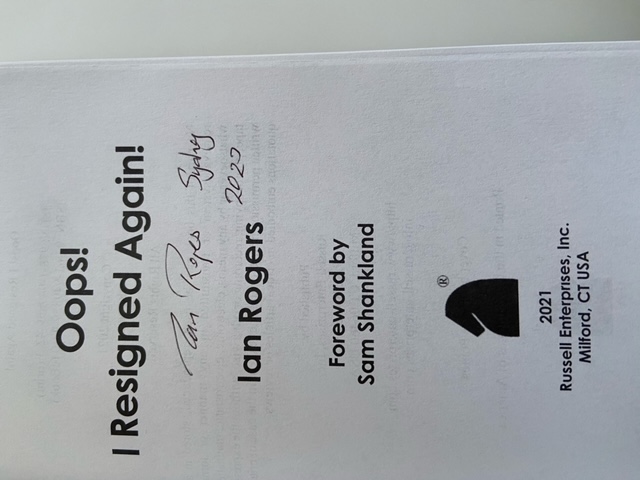 Oops!
I Resigned Again!
Ian Rogers Sydney
2023
Ian Rogers
Foreword by
Sam Shankland
®
2021
Russell Enterprises, Inc.
Milford, CT USA